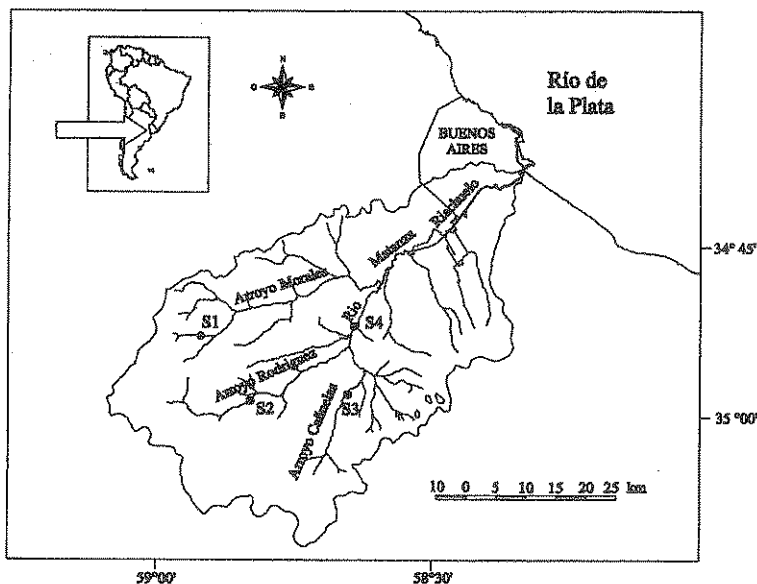 N
O
E
S
Río de
la Plata
BUENOS
AIRES
Riachuelo
Matanza
34° 45'
Arroyo Morales
Río
S1
S4
Arroyo Rodríguez
S2
Arroyo Cañuelas
S3
35° 00'
10 0 5 10 15 20 25 km
59°00'
58°30'